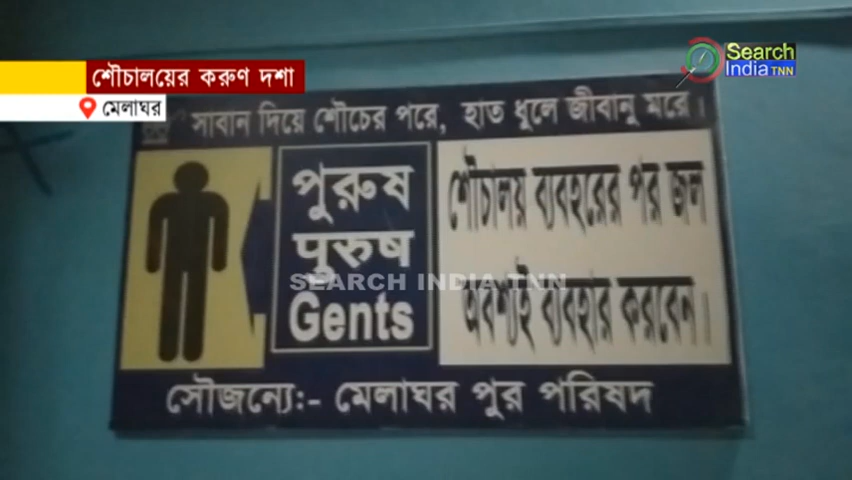 শৌচালয়ের করুণ দশা
মেলাঘর
Search
India TNN
সাবান দিয়ে শৌচের পরে, হাত ধুলে জীবানু মরে।
পুরুষ
পুরুষ
Gents
শৌচালয় ব্যবহারের পর জল
অবশ্যই ব্যবহার করবেন।
SEARCH INDIA TNN
সৌজন্যেঃ- মেলাঘর পুর পরিষদ